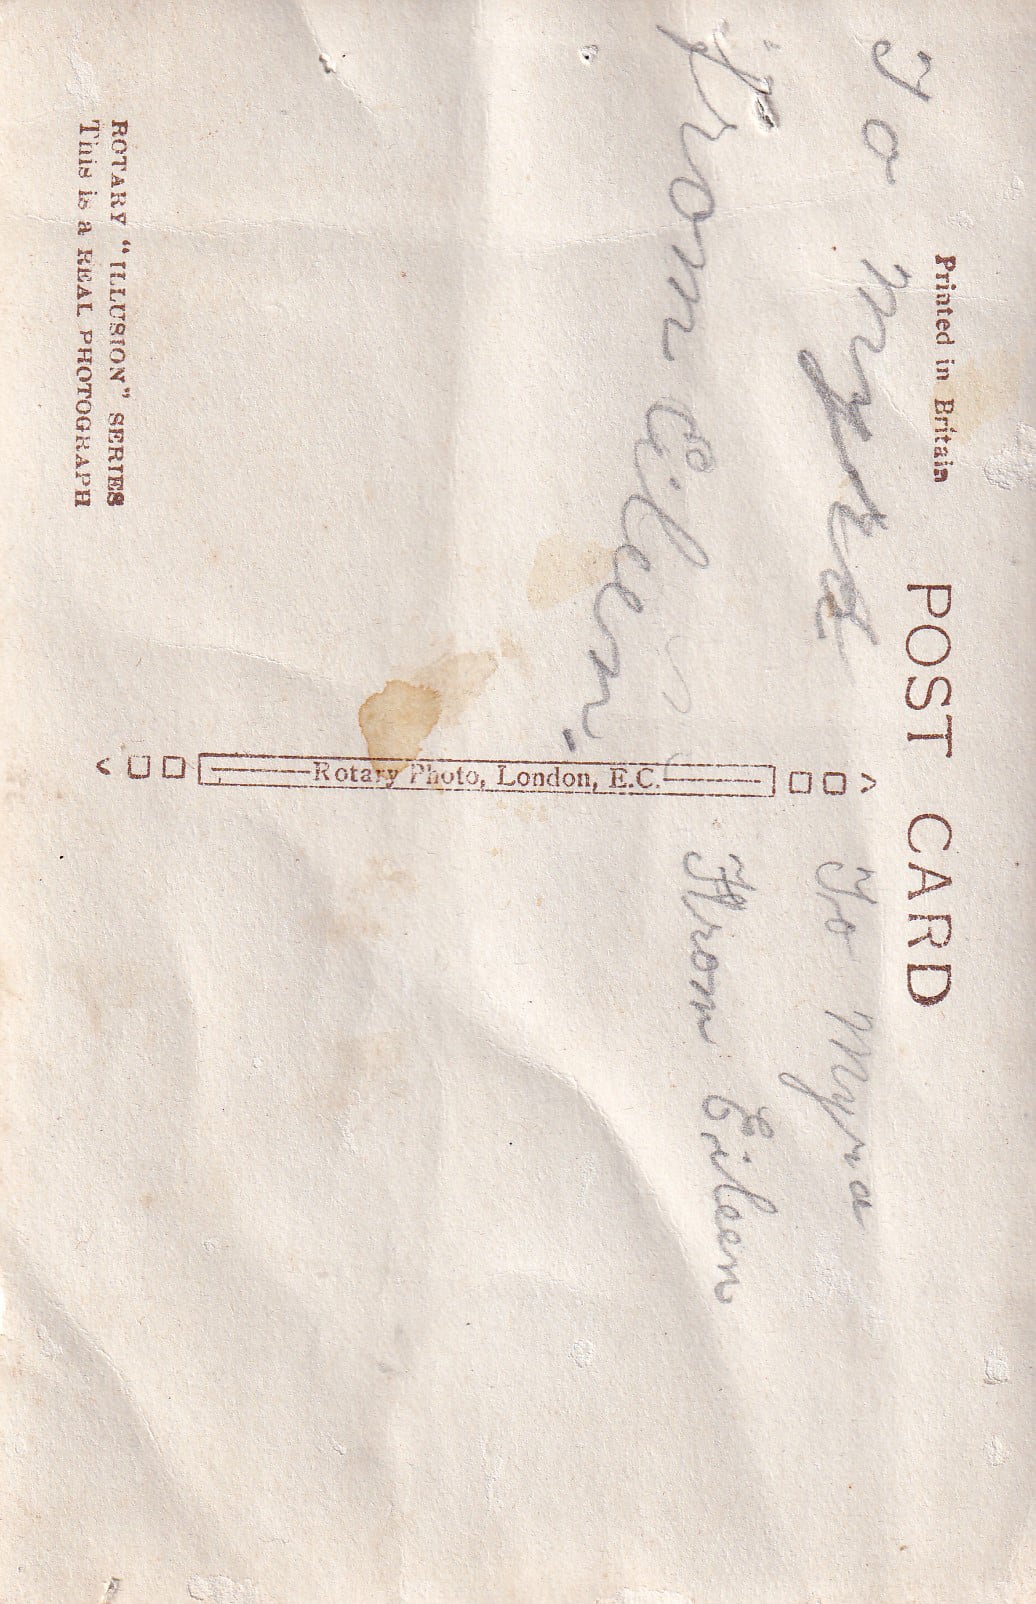 Printed in Britain
POST CARD
To Myra
from Eileen.
To Myra
From Eileen
Rotary Photo, London, E.C.
ROTARY "ILLUSION" SERIES
This is a REAL PHOTOGRAPH